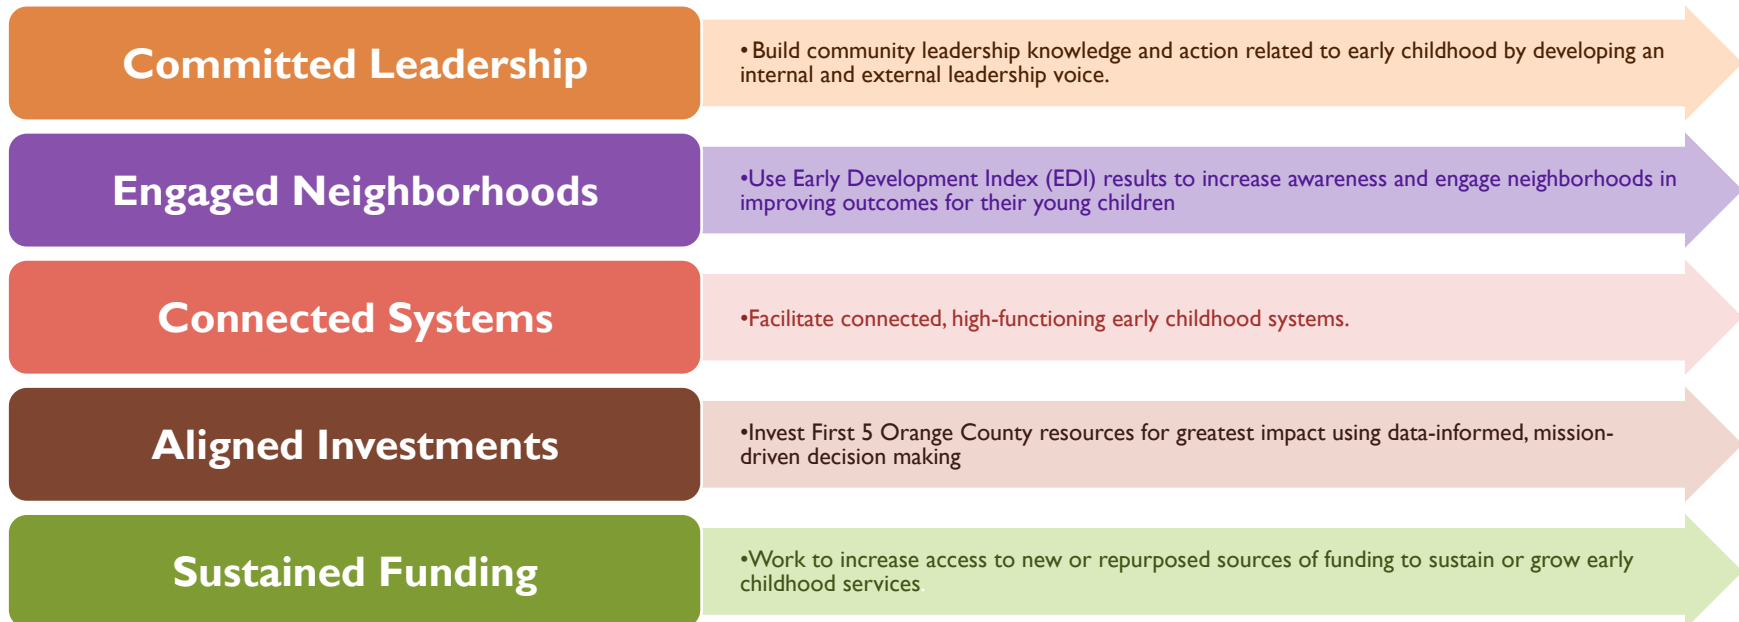 Committed Leadership
• Build community leadership knowledge and action related to early childhood by developing an
internal and external leadership voice.
Engaged Neighborhoods
•Use Early Development Index (EDI) results to increase awareness and engage neighborhoods in
improving outcomes for their young children
Connected Systems
•Facilitate connected, high-functioning early childhood systems.
Aligned Investments
•Invest First 5 Orange County resources for greatest impact using data-informed, mission-
driven decision making
Sustained Funding
•Work to increase access to new or repurposed sources of funding to sustain or grow early
childhood services